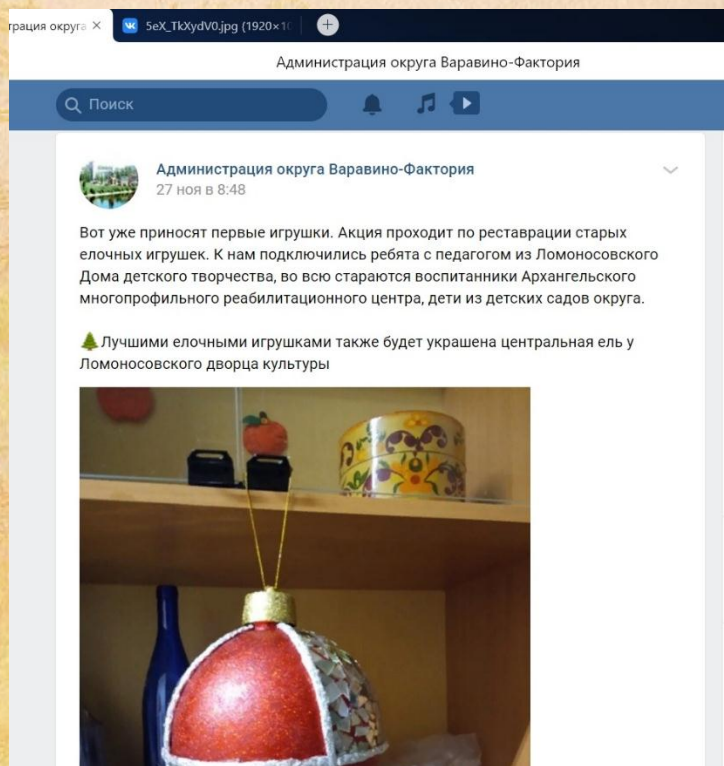 трация округа
5eX_TkXydV0.jpg (1920×10
Администрация округа Варавино-Фактория
Поиск
Администрация округа Варавино-Фактория
27 ноя в 8:48
Вот уже приносят первые игрушки. Акция проходит по реставрации старых
елочных игрушек. К нам подключились ребята с педагогом из Ломоносовского
Дома детского творчества, во всю стараются воспитанники Архангельского
многопрофильного реабилитационного центра, дети из детских садов округа.
🌲Лучшими елочными игрушками также будет украшена центральная ель у
Ломоносовского дворца культуры